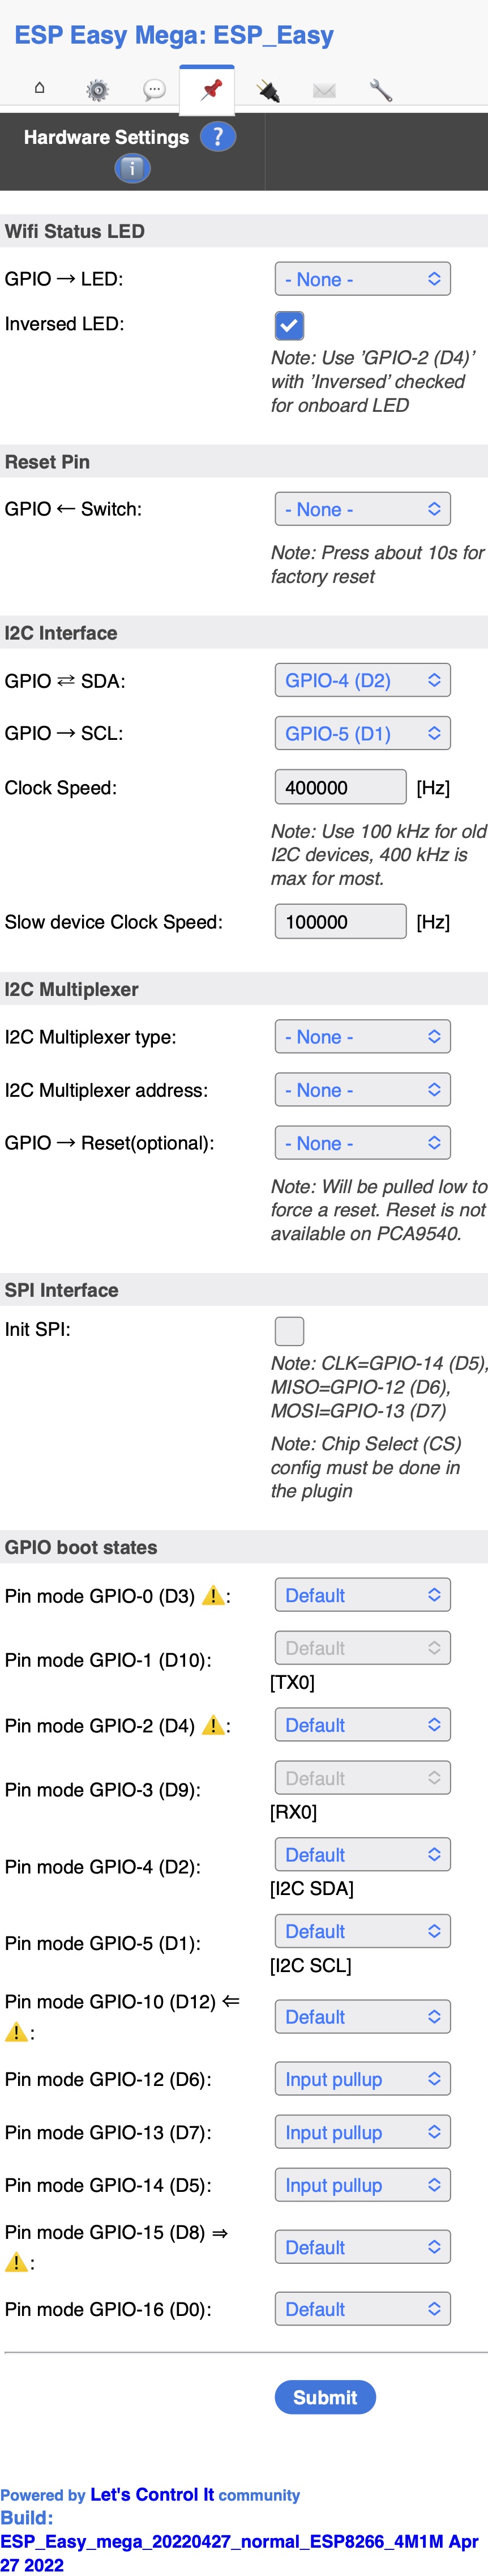 ESP Easy Mega: ESP_Easy
Hardware Settings ?
i
Wifi Status LED
GPIO → LED: - None -
Inversed LED:
Note: Use ’GPIO-2 (D4)’
with ’Inversed’ checked
for onboard LED
Reset Pin
GPIO ← Switch: - None -
Note: Press about 10s for
factory reset
I2C Interface
GPIO ⇄ SDA: GPIO-4 (D2)
GPIO → SCL: GPIO-5 (D1)
Clock Speed: 400000 [Hz]
Note: Use 100 kHz for old
I2C devices, 400 kHz is
max for most.
Slow device Clock Speed: 100000 [Hz]
I2C Multiplexer
I2C Multiplexer type: - None -
I2C Multiplexer address: - None -
GPIO → Reset(optional): - None -
Note: Will be pulled low to
force a reset. Reset is not
available on PCA9540.
SPI Interface
Init SPI:
Note: CLK=GPIO-14 (D5),
MISO=GPIO-12 (D6),
MOSI=GPIO-13 (D7)
Note: Chip Select (CS)
config must be done in
the plugin
GPIO boot states
Pin mode GPIO-0 (D3) ⚠️: Default
Pin mode GPIO-1 (D10): Default
[TX0]
Pin mode GPIO-2 (D4) ⚠️: Default
Pin mode GPIO-3 (D9): Default
[RX0]
Pin mode GPIO-4 (D2): Default
[I2C SDA]
Pin mode GPIO-5 (D1): Default
[I2C SCL]
Pin mode GPIO-10 (D12) ⇐
⚠️: Default
Pin mode GPIO-12 (D6): Input pullup
Pin mode GPIO-13 (D7): Input pullup
Pin mode GPIO-14 (D5): Input pullup
Pin mode GPIO-15 (D8) ⇒
⚠️: Default
Pin mode GPIO-16 (D0): Default
Submit
Powered by Let's Control It community
Build:
ESP_Easy_mega_20220427_normal_ESP8266_4M1M Apr
27 2022